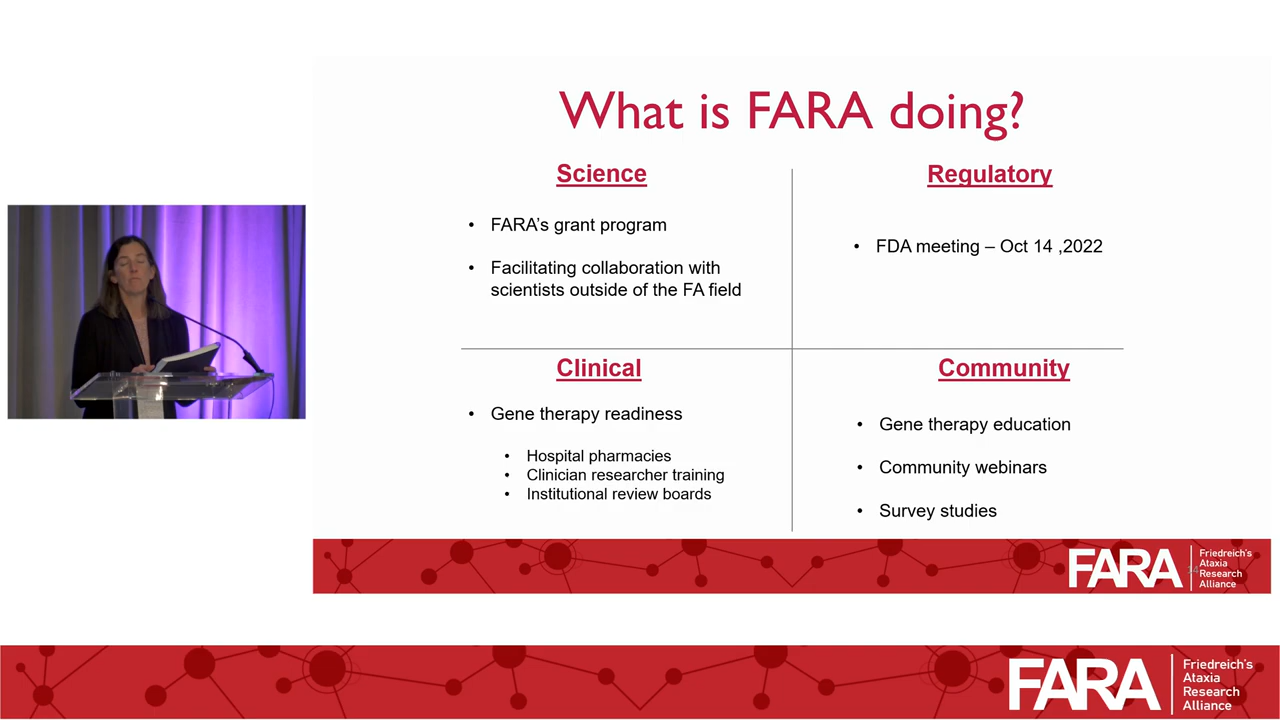 What is FARA doing?
Science
• FARA's grant program
• Facilitating collaboration with
scientists outside of the FA field
Regulatory
• FDA meeting – Oct 14 ,2022
Clinical
• Gene therapy readiness
• Hospital pharmacies
• Clinician researcher training
• Institutional review boards
Community
• Gene therapy education
• Community webinars
• Survey studies
FARA
Friedreich's
Ataxia
Research
Alliance
FARA
Friedreich's
Ataxia
Research
Alliance